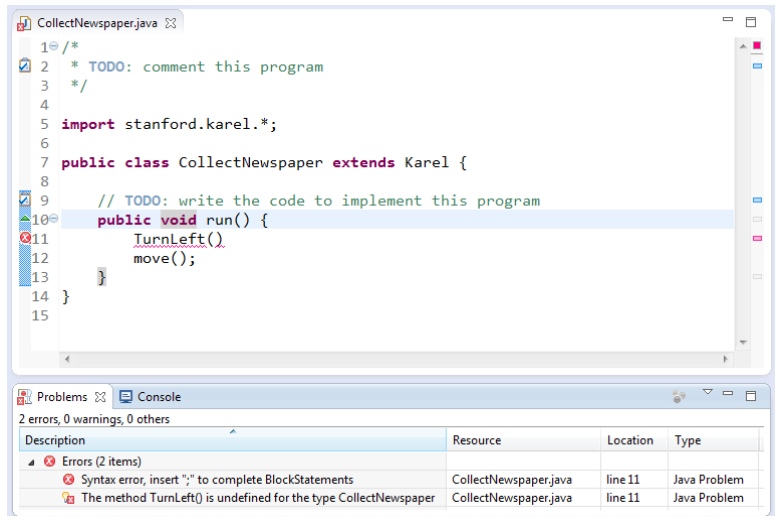 CollectNewspaper.java
1 /*
2 * TODO: comment this program
3 */
4
5 import stanford.karel.*;
6
7 public class CollectNewspaper extends Karel {
8
9 // TODO: write the code to implement this program
10 public void run() {
11 TurnLeft()
12 move();
13 }
14 }
15
Problems Console
2 errors, 0 warnings, 0 others
Description Resource Location Type
Errors (2 items)
Syntax error, insert ";" to complete BlockStatements CollectNewspaper.java line 11 Java Problem
The method TurnLeft() is undefined for the type CollectNewspaper CollectNewspaper.java line 11 Java Problem